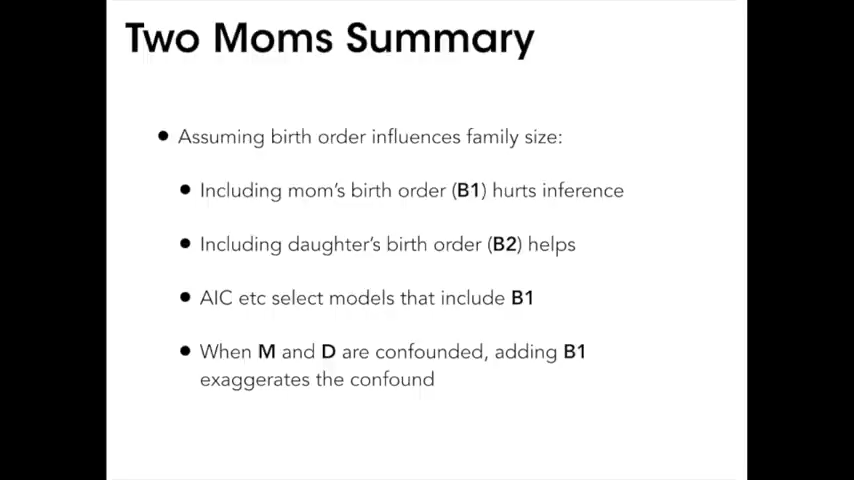 Two Moms Summary
• Assuming birth order influences family size:
• Including mom's birth order (B1) hurts inference
• Including daughter's birth order (B2) helps
• AIC etc select models that include B1
• When M and D are confounded, adding B1
exaggerates the confound